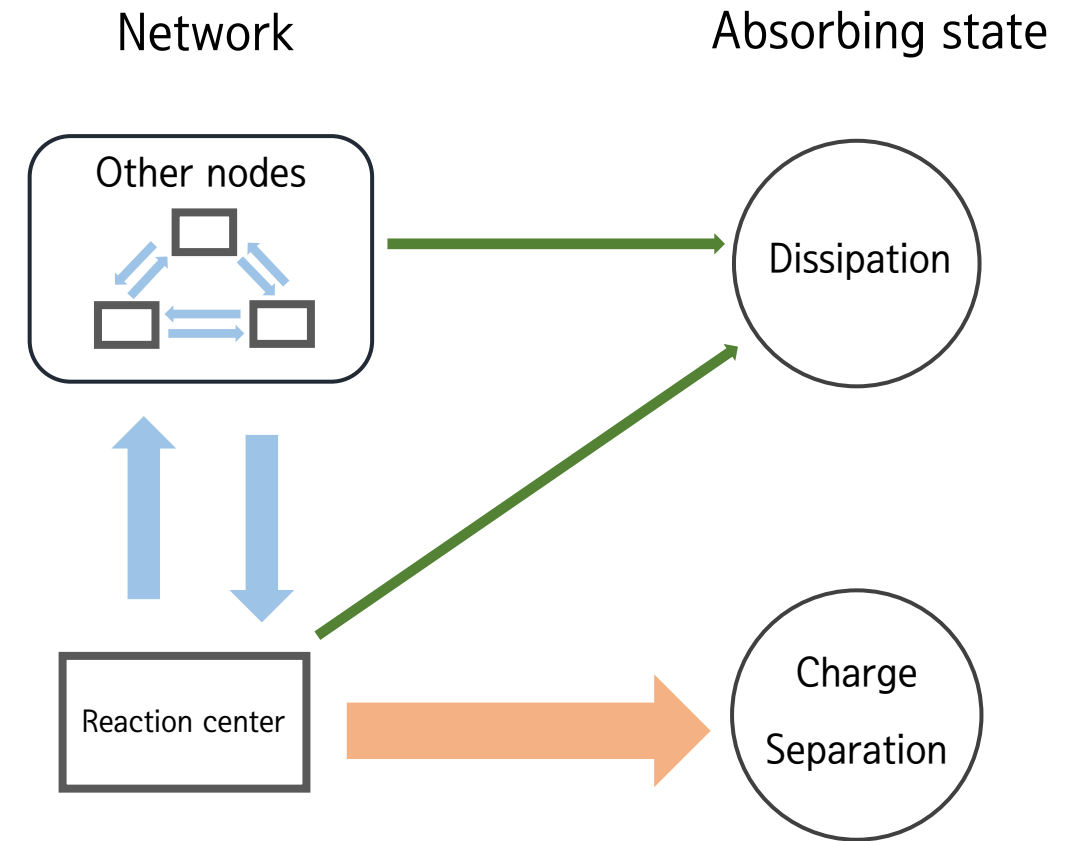 Network
Absorbing state
Other nodes
Dissipation
Reaction center
Charge
Separation